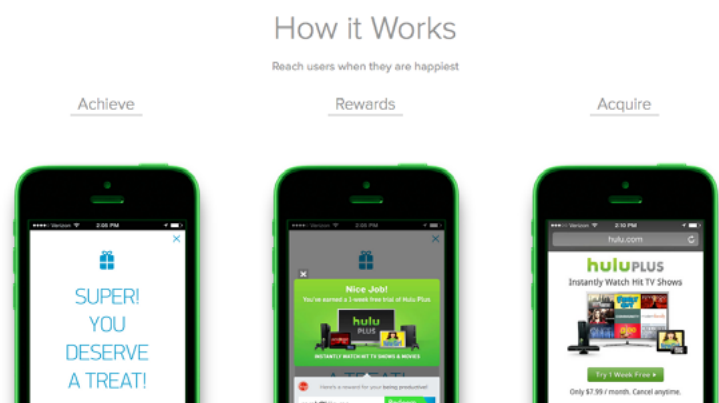 How it Works
Reach users when they are happiest
Achieve
Rewards
Acquire
Verizon
2:08 PM
SUPER!
YOU
DESERVE
A TREAT!
Verizon
2:08 PM
Nice Job!
You've earned a 1-week free trial of Hulu Plus
hulu
PLUS
INSTANTLY WATCH HIT TV SHOWS & MOVIES
A TREAT!
Here's a reward for your being productive!
Verizon
2:10 PM
hulu.com
huluPLUS
Instantly Watch Hit TV Shows
glee
Try 1 Week Free
Only $7.99 / month. Cancel anytime.